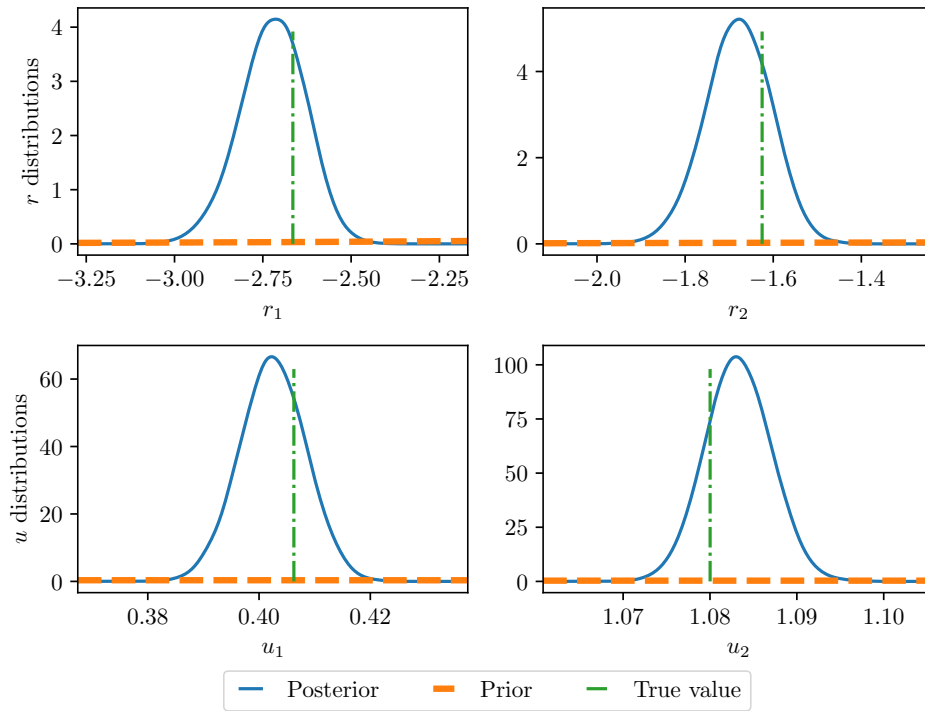 r distributions
4
3
2
1
0
−3.25 −3.00 −2.75 −2.50 −2.25
r₁
4
2
0
−2.0 −1.8 −1.6 −1.4
r₂
u distributions
60
40
20
0
0.38 0.40 0.42
u₁
100
75
50
25
0
1.07 1.08 1.09 1.10
u₂
Posterior Prior True value